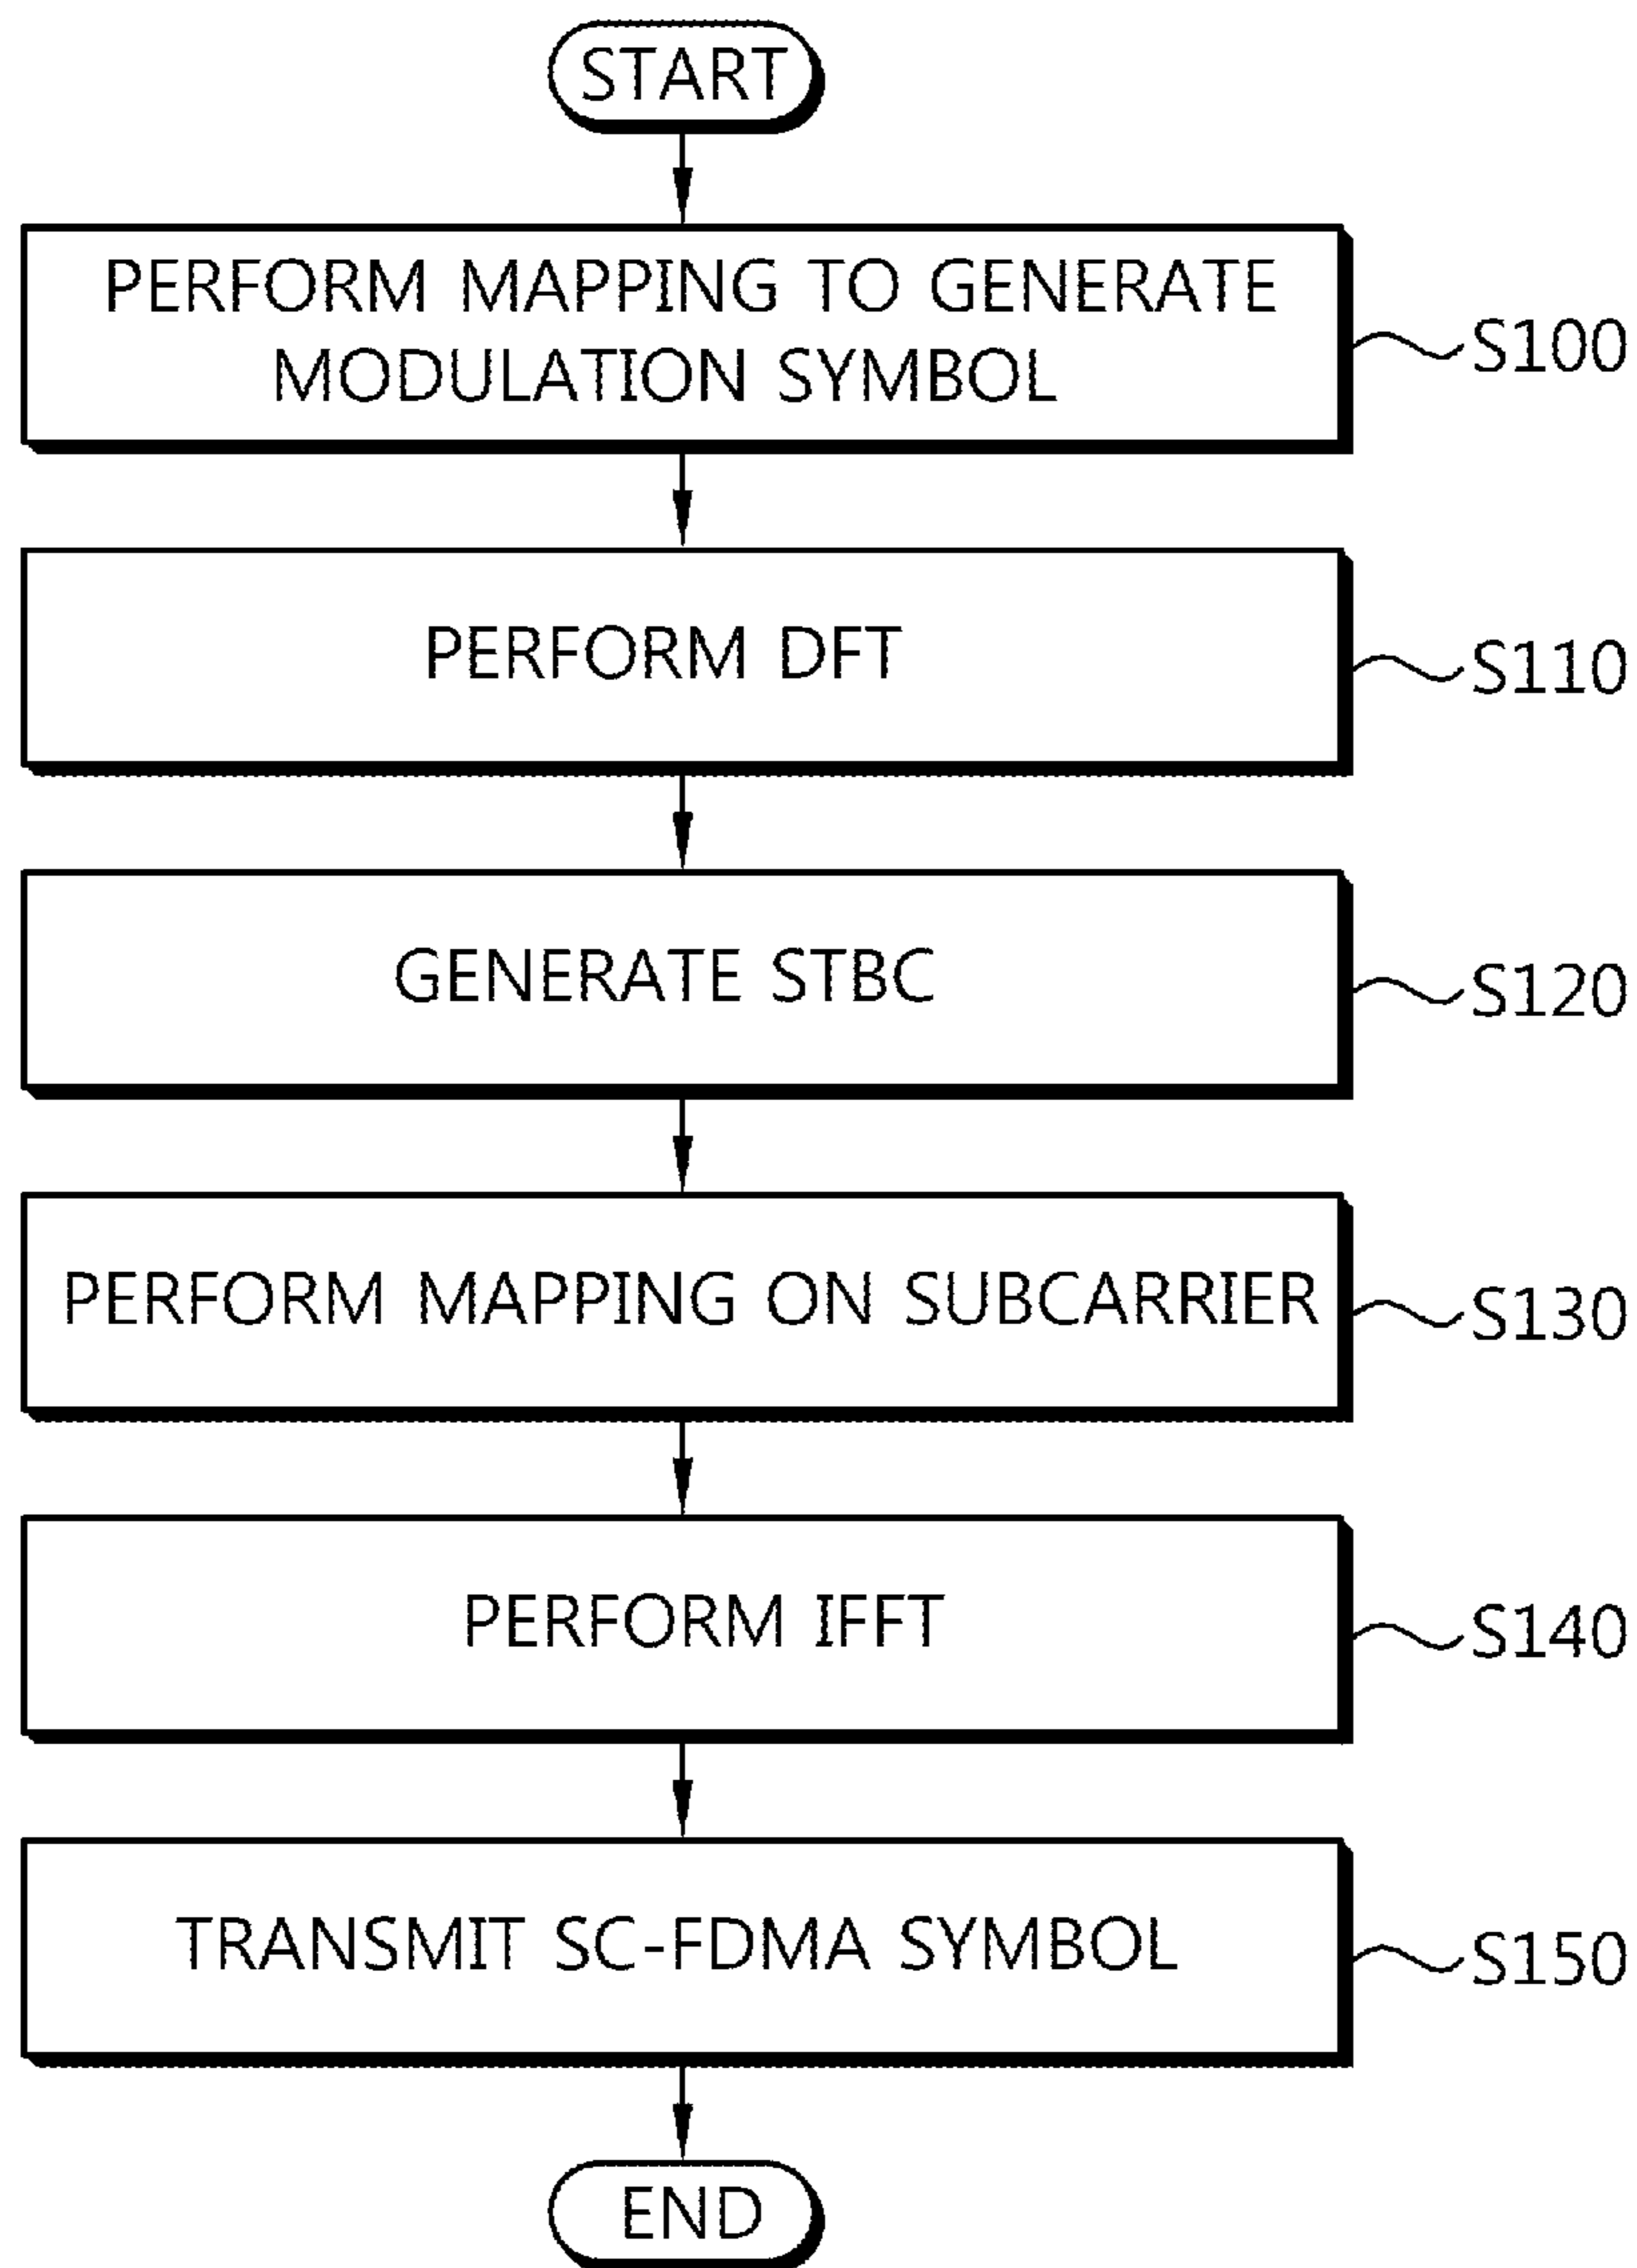 START
PERFORM MAPPING TO GENERATE
MODULATION SYMBOL
S100
PERFORM DFT
S110
GENERATE STBC
S120
PERFORM MAPPING ON SUBCARRIER
S130
PERFORM IFFT
S140
TRANSMIT SC-FDMA SYMBOL
S150
END